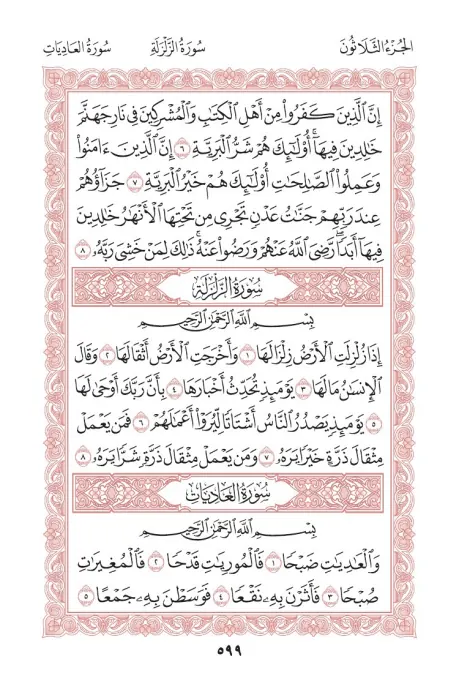 الجُزْءُ الثَّلَاثُونَ سُورَةُ الزَّلْزَلَةِ سُورَةُ العَادِيَاتِ
إِنَّ ٱلَّذِينَ كَفَرُوا۟ مِنْ أَهْلِ ٱلْكِتَٰبِ وَٱلْمُشْرِكِينَ فِى نَارِ جَهَنَّمَ
خَٰلِدِينَ فِيهَآ ۚ أُو۟لَٰٓئِكَ هُمْ شَرُّ ٱلْبَرِيَّةِ ٦ إِنَّ ٱلَّذِينَ ءَامَنُوا۟
وَعَمِلُوا۟ ٱلصَّٰلِحَٰتِ أُو۟لَٰٓئِكَ هُمْ خَيْرُ ٱلْبَرِيَّةِ ٧ جَزَآؤُهُمْ
عِندَ رَبِّهِمْ جَنَّٰتُ عَدْنٍ تَجْرِى مِن تَحْتِهَا ٱلْأَنْهَٰرُ خَٰلِدِينَ
فِيهَآ أَبَدًا ۖ رَّضِىَ ٱللَّهُ عَنْهُمْ وَرَضُوا۟ عَنْهُ ۚ ذَٰلِكَ لِمَنْ خَشِىَ رَبَّهُۥ ٨
سُورَةُ الزَّلْزَلَةِ
بِسْمِ ٱللَّهِ ٱلرَّحْمَٰنِ ٱلرَّحِيمِ
إِذَا زُلْزِلَتِ ٱلْأَرْضُ زِلْزَالَهَا ١ وَأَخْرَجَتِ ٱلْأَرْضُ أَثْقَالَهَا ٢ وَقَالَ
ٱلْإِنسَٰنُ مَا لَهَا ٣ يَوْمَئِذٍ تُحَدِّثُ أَخْبَارَهَا ٤ بِأَنَّ رَبَّكَ أَوْحَىٰ لَهَا
٥ يَوْمَئِذٍ يَصْدُرُ ٱلنَّاسُ أَشْتَاتًا لِّيُرَوْا۟ أَعْمَٰلَهُمْ ٦ فَمَن يَعْمَلْ
مِثْقَالَ ذَرَّةٍ خَيْرًا يَرَهُۥ ٧ وَمَن يَعْمَلْ مِثْقَالَ ذَرَّةٍ شَرًّا يَرَهُۥ ٨
سُورَةُ العَادِيَاتِ
بِسْمِ ٱللَّهِ ٱلرَّحْمَٰنِ ٱلرَّحِيمِ
وَٱلْعَٰدِيَٰتِ ضَبْحًا ١ فَٱلْمُورِيَٰتِ قَدْحًا ٢ فَٱلْمُغِيرَٰتِ
صُبْحًا ٣ فَأَثَرْنَ بِهِۦ نَقْعًا ٤ فَوَسَطْنَ بِهِۦ جَمْعًا ٥
٥٩٩